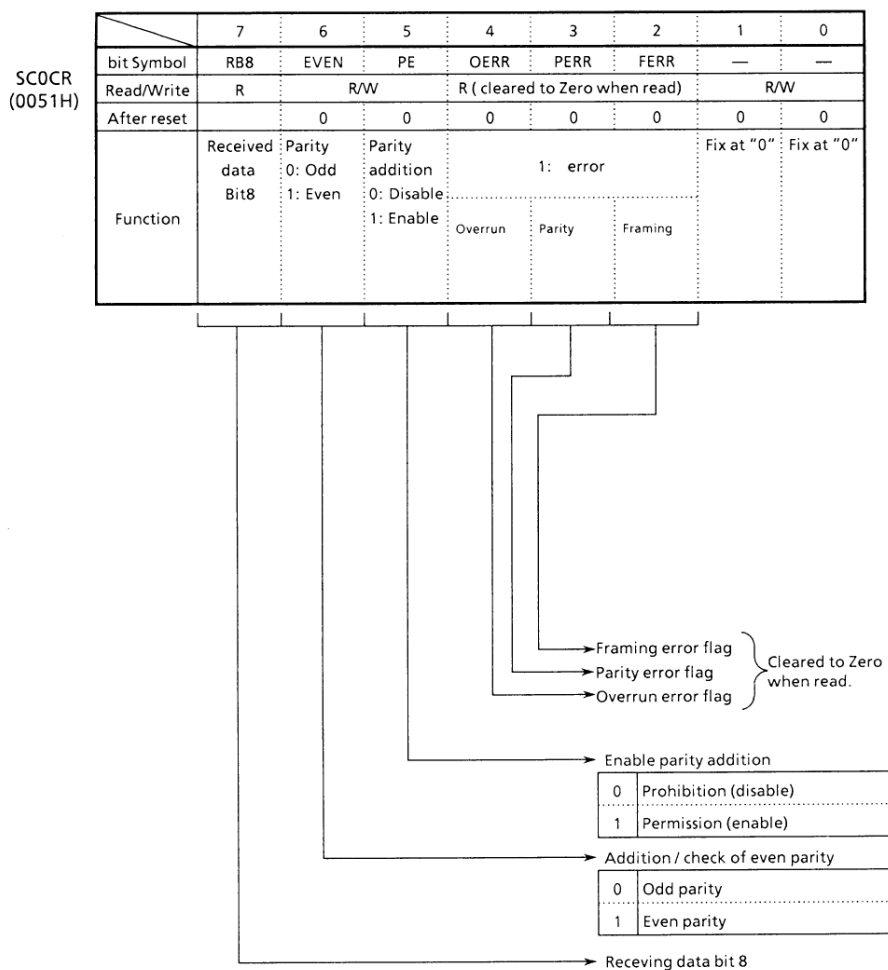 7 6 5 4 3 2 1 0
bit Symbol RB8 EVEN PE OERR PERR FERR — —
SC0CR
(0051H)
Read/Write R R/W R ( cleared to Zero when read) R/W
After reset 0 0 0 0 0 0 0
Function
Received data Bit8
Parity
0: Odd
1: Even
Parity addition
0: Disable
1: Enable
1: error
Overrun Parity Framing
Fix at "0" Fix at "0"
Framing error flag
Parity error flag
Overrun error flag
Cleared to Zero
when read.
Enable parity addition
0 Prohibition (disable)
1 Permission (enable)
Addition / check of even parity
0 Odd parity
1 Even parity
Receving data bit 8